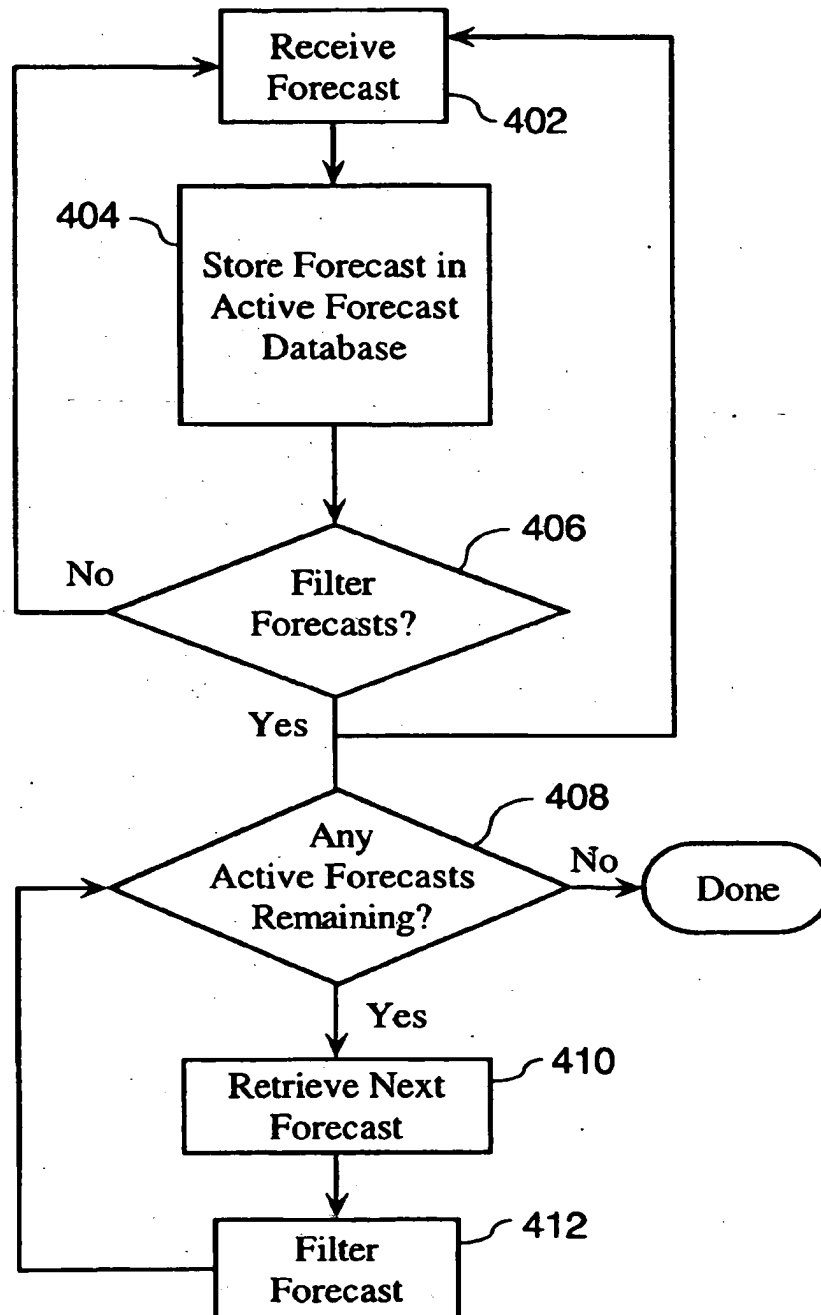 Receive
Forecast
402
404
Store Forecast in
Active Forecast
Database
406
No
Filter
Forecasts?
Yes
408
Any
Active Forecasts
Remaining?
No
Done
Yes
410
Retrieve Next
Forecast
412
Filter
Forecast